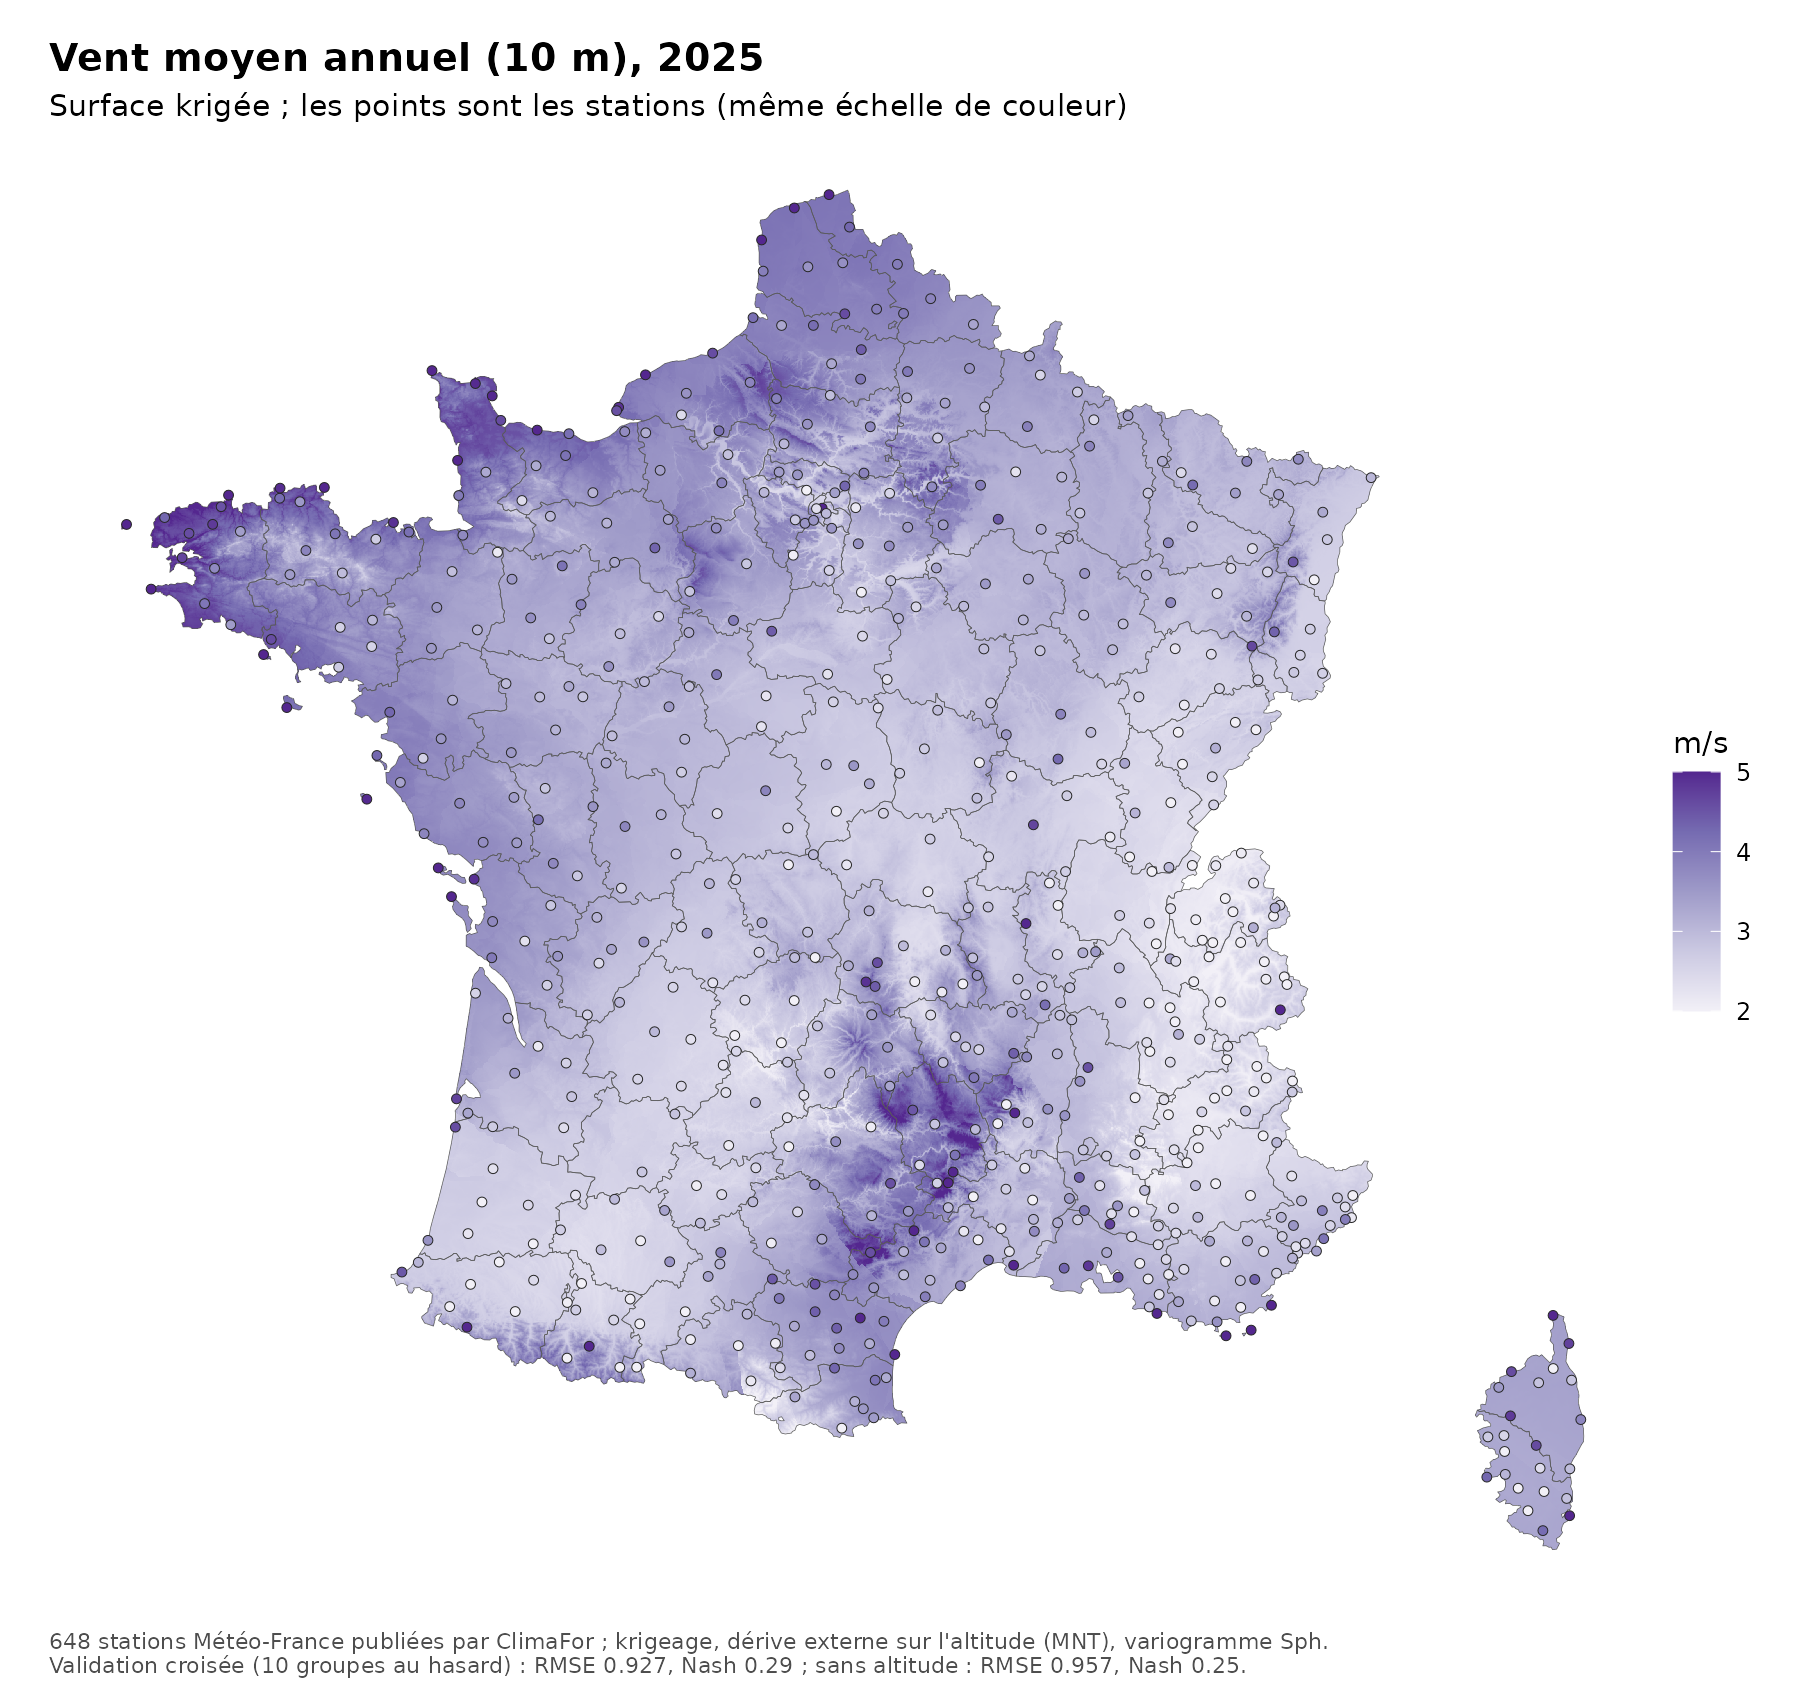 Vent moyen annuel (10 m), 2025
Surface krigée ; les points sont les stations (même échelle de couleur)
m/s
5
4
3
2
648 stations Météo-France publiées par ClimaFor ; krigeage, dérive externe sur l'altitude (MNT), variogramme Sph.
Validation croisée (10 groupes au hasard) : RMSE 0.927, Nash 0.29 ; sans altitude : RMSE 0.957, Nash 0.25.